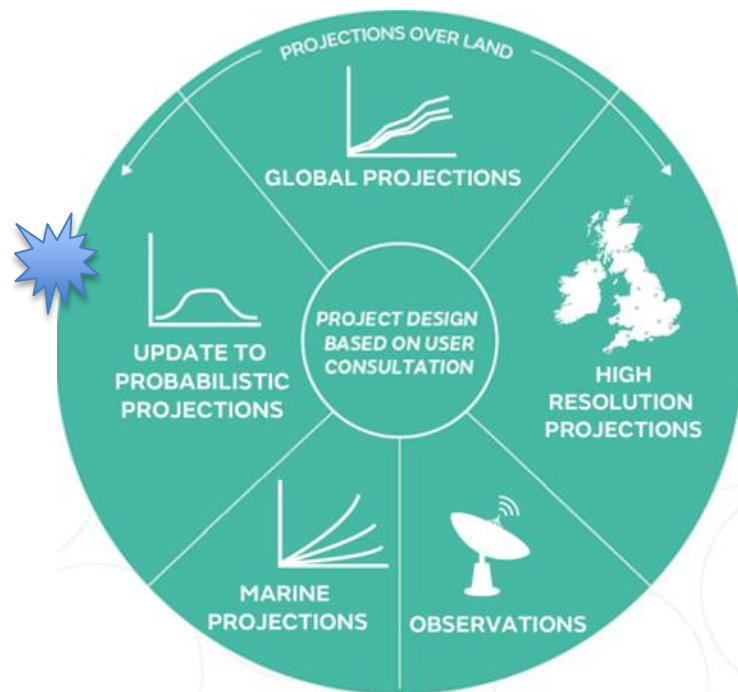 PROJECTIONS OVER LAND
GLOBAL PROJECTIONS
PROJECT DESIGN
BASED ON USER
CONSULTATION
UPDATE TO
PROBABILISTIC
PROJECTIONS
HIGH
RESOLUTION
PROJECTIONS
MARINE
PROJECTIONS
OBSERVATIONS